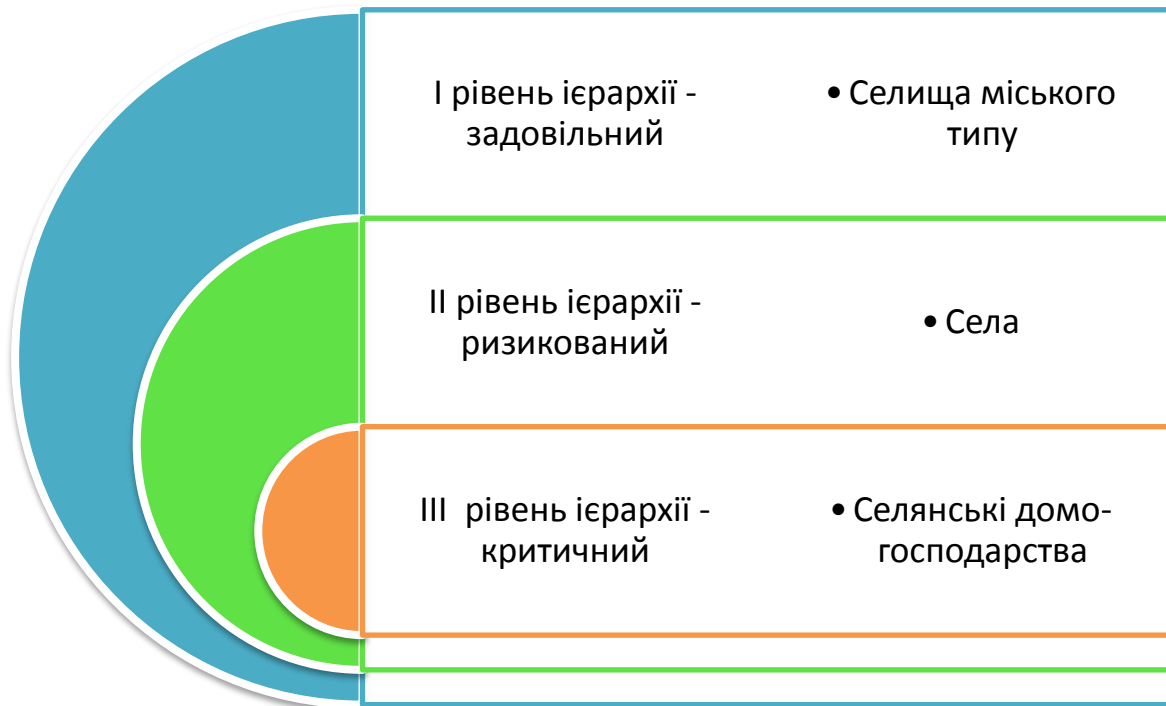 І рівень ієрархії -
задовільний
• Селища міського
типу
ІІ рівень ієрархії -
ризикований
• Села
ІІІ  рівень ієрархії -
критичний
• Селянські домо-
господарства